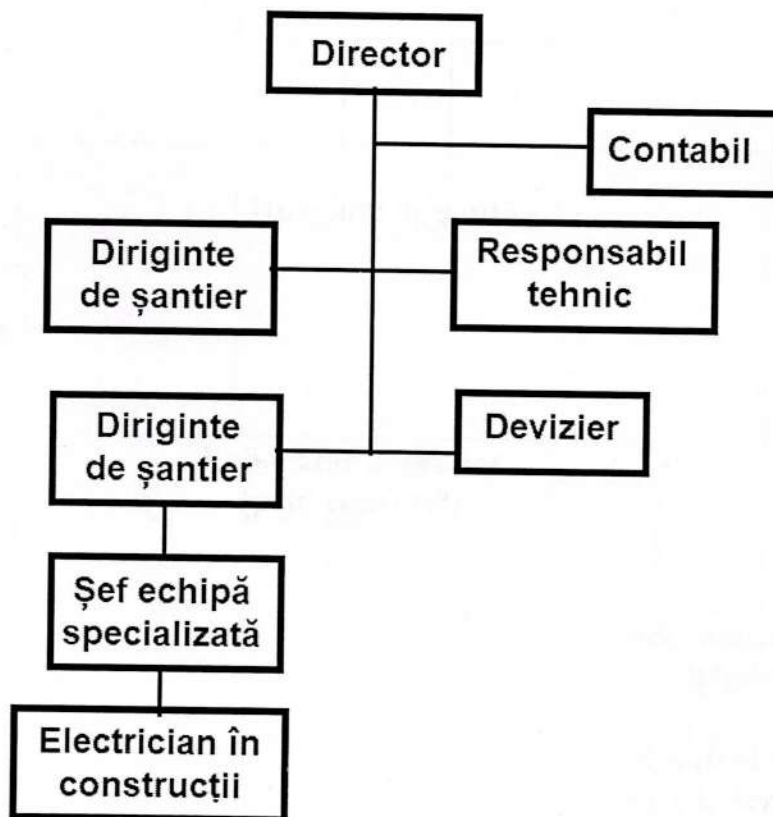 Director
Contabil
Diriginte
de șantier
Responsabil
tehnic
Diriginte
de șantier
Devizier
Șef echipă
specializată
Electrician în
construcții